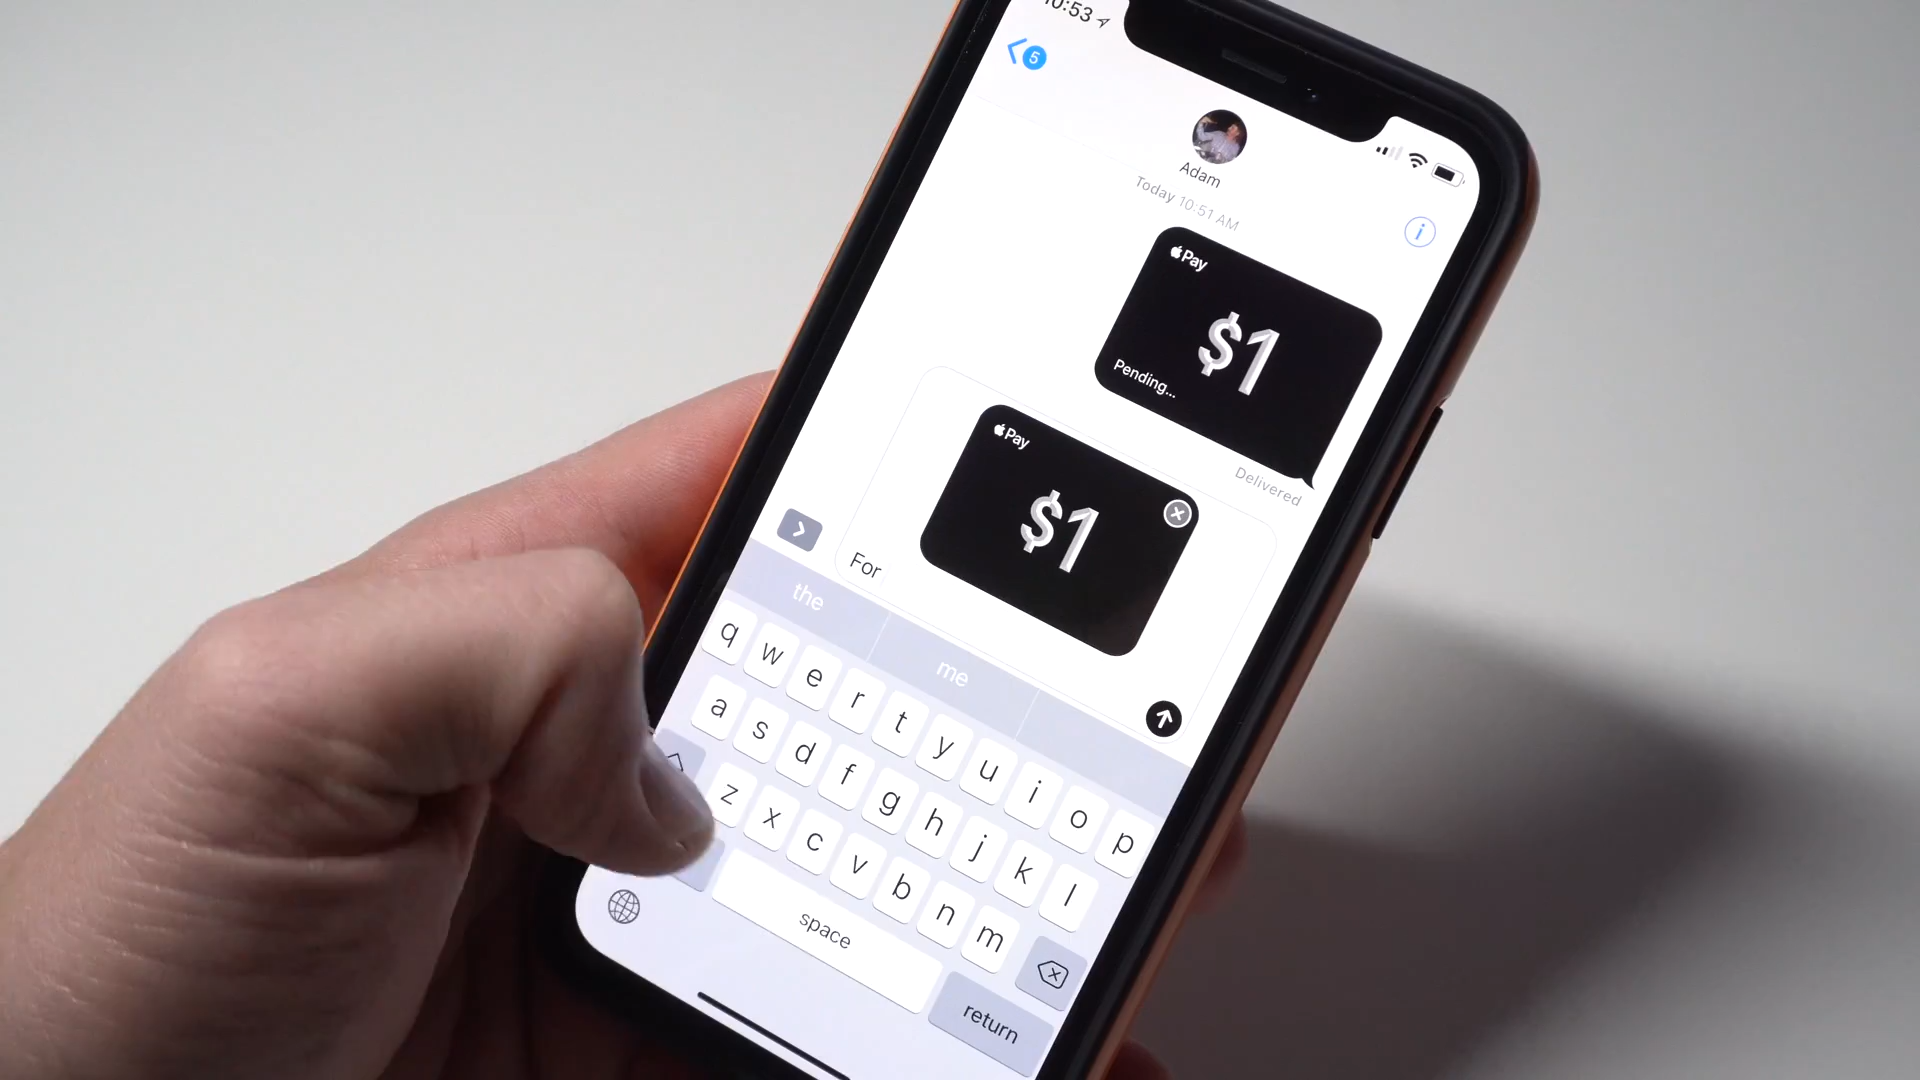 10:53
5
Adam
Today 10:51 AM
i
Pay
$1
Pending...
Delivered
Pay
$1
For
the
me
q w e r t y u i o p
a s d f g h j k l
z x c v b n m
space
return